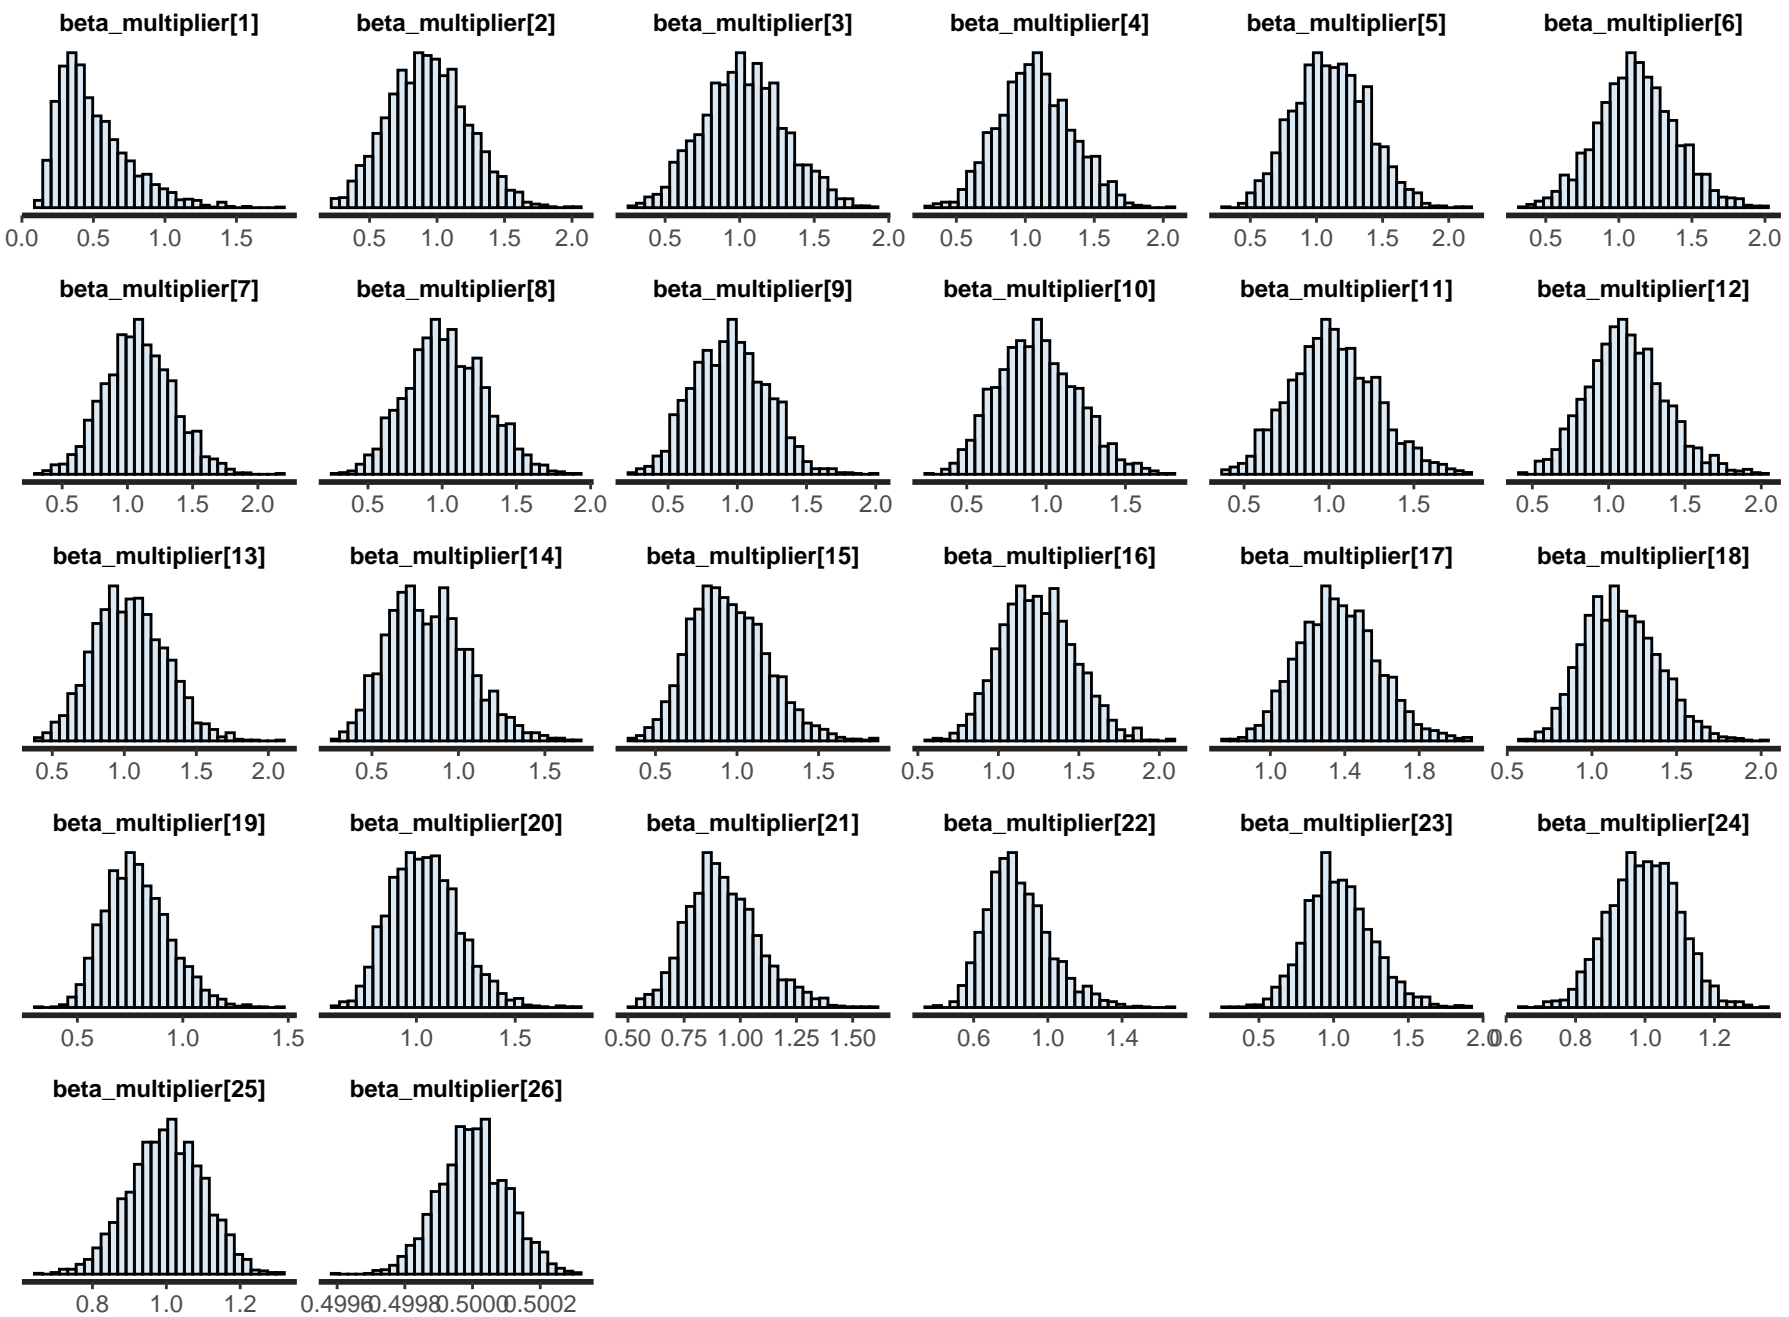 beta_multiplier[1] beta_multiplier[2] beta_multiplier[3] beta_multiplier[4] beta_multiplier[5] beta_multiplier[6]
0.0 0.5 1.0 1.5 0.5 1.0 1.5 2.0 0.5 1.0 1.5 2.0 0.5 1.0 1.5 2.0 0.5 1.0 1.5 2.0 0.5 1.0 1.5 2.0
beta_multiplier[7] beta_multiplier[8] beta_multiplier[9] beta_multiplier[10] beta_multiplier[11] beta_multiplier[12]
0.5 1.0 1.5 2.0 0.5 1.0 1.5 2.0 0.5 1.0 1.5 2.0 0.5 1.0 1.5 0.5 1.0 1.5 0.5 1.0 1.5 2.0
beta_multiplier[13] beta_multiplier[14] beta_multiplier[15] beta_multiplier[16] beta_multiplier[17] beta_multiplier[18]
0.5 1.0 1.5 2.0 0.5 1.0 1.5 0.5 1.0 1.5 0.5 1.0 1.5 2.0 1.0 1.4 1.8 0.5 1.0 1.5 2.0
beta_multiplier[19] beta_multiplier[20] beta_multiplier[21] beta_multiplier[22] beta_multiplier[23] beta_multiplier[24]
0.5 1.0 1.5 1.0 1.5 0.50 0.75 1.00 1.25 1.50 0.6 1.0 1.4 0.5 1.0 1.5 2.0 0.6 0.8 1.0 1.2
beta_multiplier[25] beta_multiplier[26]
0.8 1.0 1.2 0.4996 0.4998 0.5000 0.5002